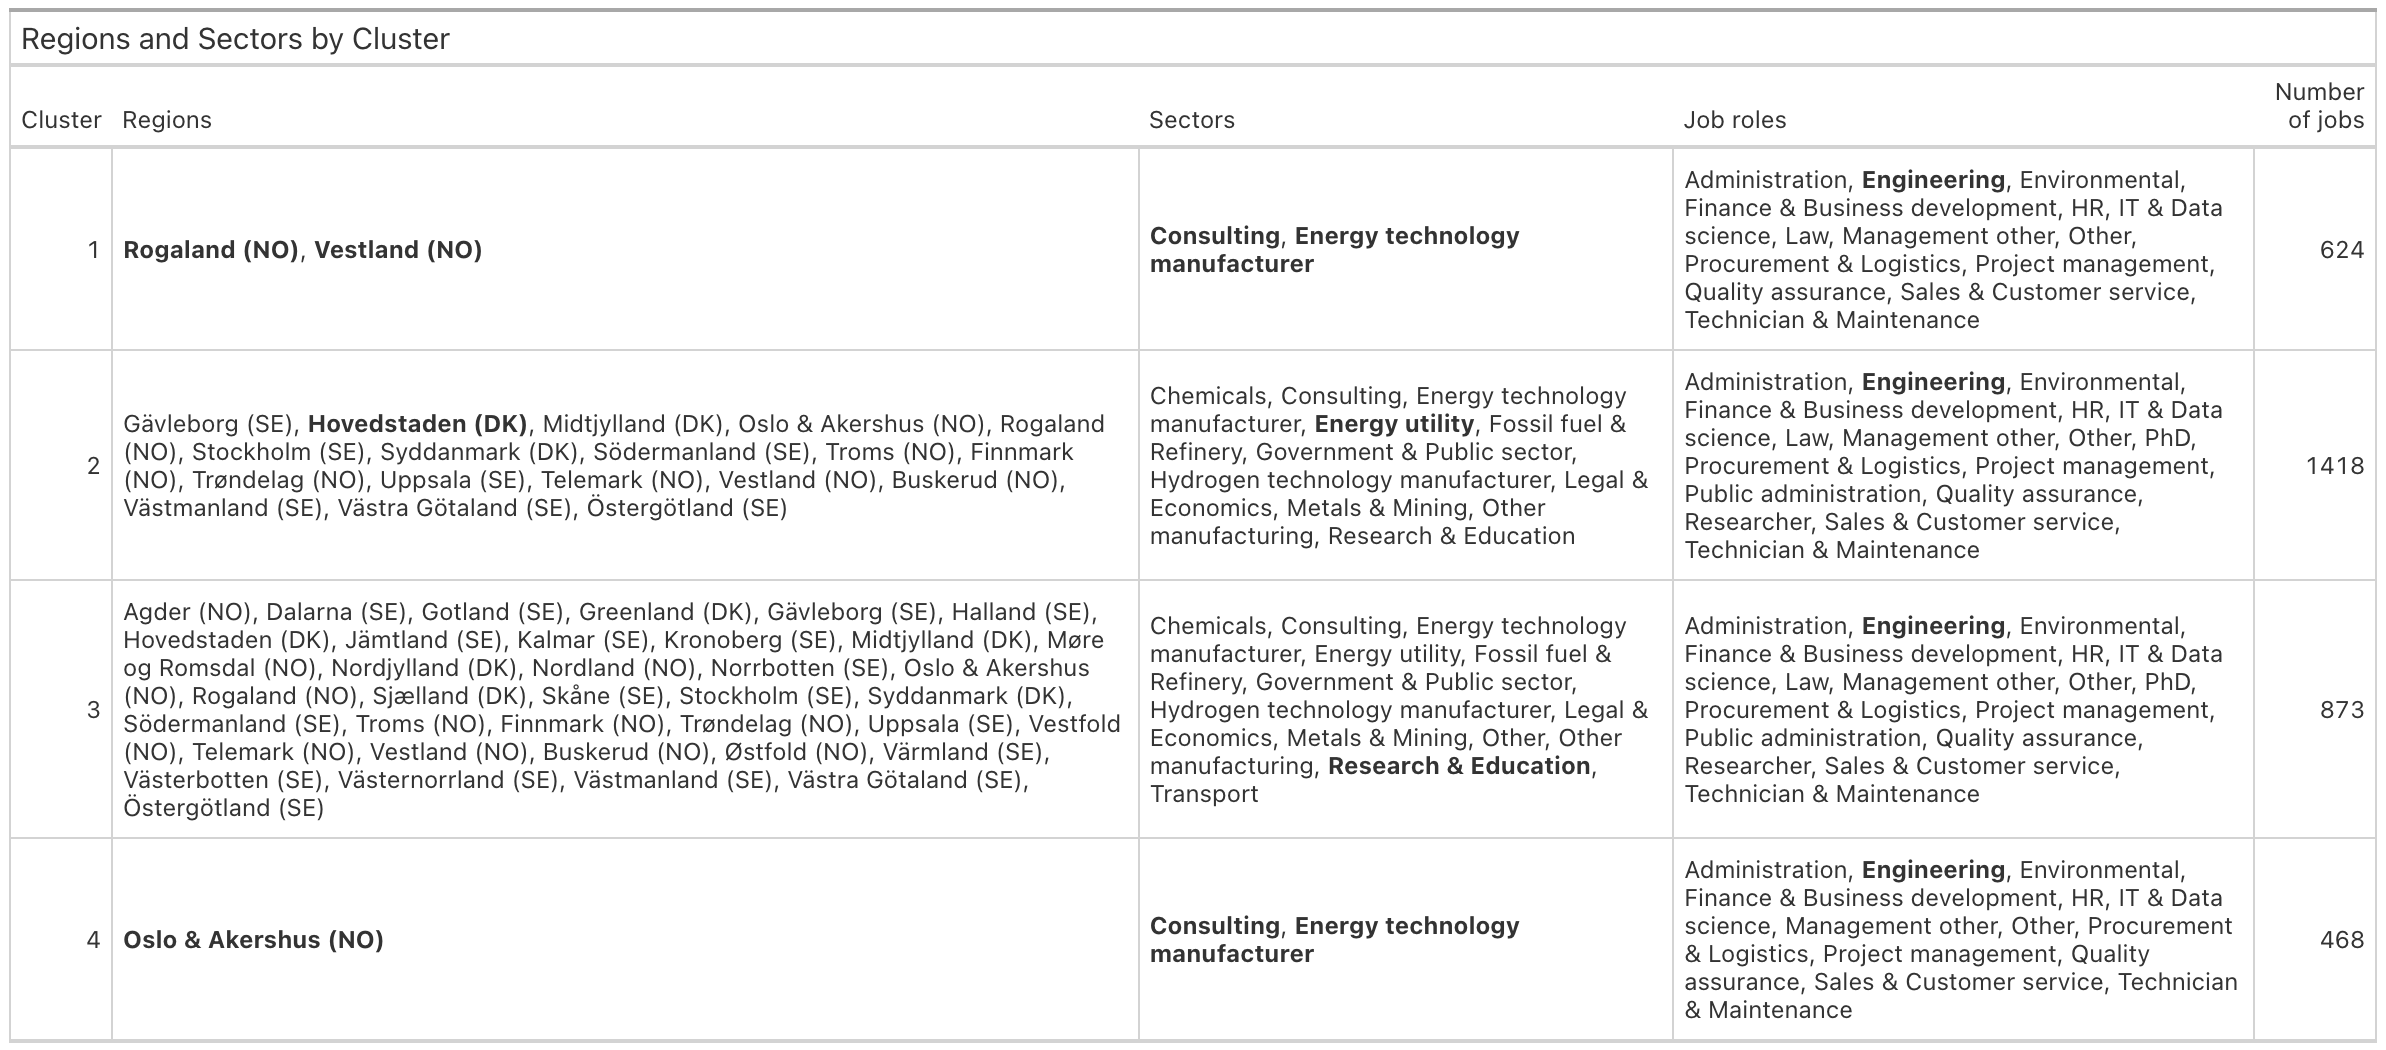 Regions and Sectors by Cluster
Cluster Regions Sectors Job roles Number of jobs
1
Rogaland (NO), Vestland (NO)
Consulting, Energy technology
manufacturer
Administration, Engineering, Environmental,
Finance & Business development, HR, IT & Data
science, Law, Management other, Other,
Procurement & Logistics, Project management,
Quality assurance, Sales & Customer service,
Technician & Maintenance
624
2
Gävleborg (SE), Hovedstaden (DK), Midtjylland (DK), Oslo & Akershus (NO), Rogaland
(NO), Stockholm (SE), Syddanmark (DK), Södermanland (SE), Troms (NO), Finnmark
(NO), Trøndelag (NO), Uppsala (SE), Telemark (NO), Vestland (NO), Buskerud (NO),
Västmanland (SE), Västra Götaland (SE), Östergötland (SE)
Chemicals, Consulting, Energy technology
manufacturer, Energy utility, Fossil fuel &
Refinery, Government & Public sector,
Hydrogen technology manufacturer, Legal &
Economics, Metals & Mining, Other
manufacturing, Research & Education
Administration, Engineering, Environmental,
Finance & Business development, HR, IT & Data
science, Law, Management other, Other, PhD,
Procurement & Logistics, Project management,
Public administration, Quality assurance,
Researcher, Sales & Customer service,
Technician & Maintenance
1418
3
Agder (NO), Dalarna (SE), Gotland (SE), Greenland (DK), Gävleborg (SE), Halland (SE),
Hovedstaden (DK), Jämtland (SE), Kalmar (SE), Kronoberg (SE), Midtjylland (DK), Møre
og Romsdal (NO), Nordjylland (DK), Nordland (NO), Norrbotten (SE), Oslo & Akershus
(NO), Rogaland (NO), Sjælland (DK), Skåne (SE), Stockholm (SE), Syddanmark (DK),
Södermanland (SE), Troms (NO), Finnmark (NO), Trøndelag (NO), Uppsala (SE), Vestfold
(NO), Telemark (NO), Vestland (NO), Buskerud (NO), Østfold (NO), Värmland (SE),
Västerbotten (SE), Västernorrland (SE), Västmanland (SE), Västra Götaland (SE),
Östergötland (SE)
Chemicals, Consulting, Energy technology
manufacturer, Energy utility, Fossil fuel &
Refinery, Government & Public sector,
Hydrogen technology manufacturer, Legal &
Economics, Metals & Mining, Other, Other
manufacturing, Research & Education,
Transport
Administration, Engineering, Environmental,
Finance & Business development, HR, IT & Data
science, Law, Management other, Other, PhD,
Procurement & Logistics, Project management,
Public administration, Quality assurance,
Researcher, Sales & Customer service,
Technician & Maintenance
873
4
Oslo & Akershus (NO)
Consulting, Energy technology
manufacturer
Administration, Engineering, Environmental,
Finance & Business development, HR, IT & Data
science, Management other, Other, Procurement
& Logistics, Project management, Quality
assurance, Sales & Customer service, Technician
& Maintenance
468